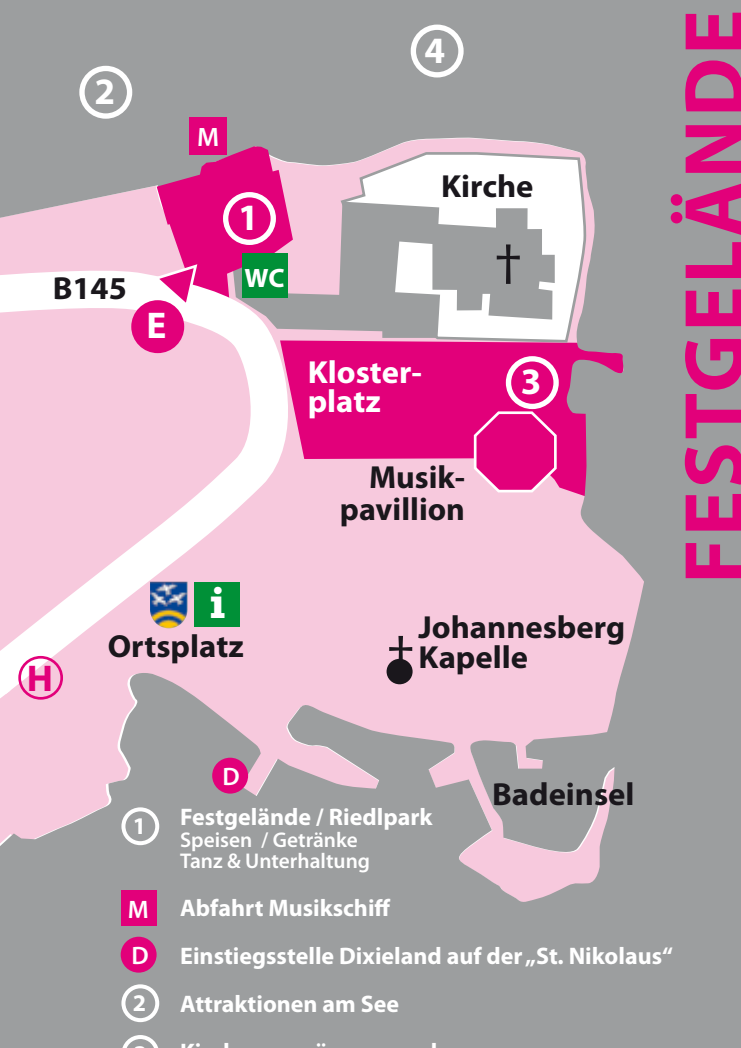 FESTGELÄNDE
4
2
M
Kirche
1
WC
B145
E
Kloster-
platz
3
Musik-
pavillion
i
Ortsplatz
Johannesberg
Kapelle
H
D
Badeinsel
1 Festgelände / Riedlpark
Speisen / Getränke
Tanz & Unterhaltung
M Abfahrt Musikschiff
D Einstiegsstelle Dixieland auf der „St. Nikolaus“
2 Attraktionen am See